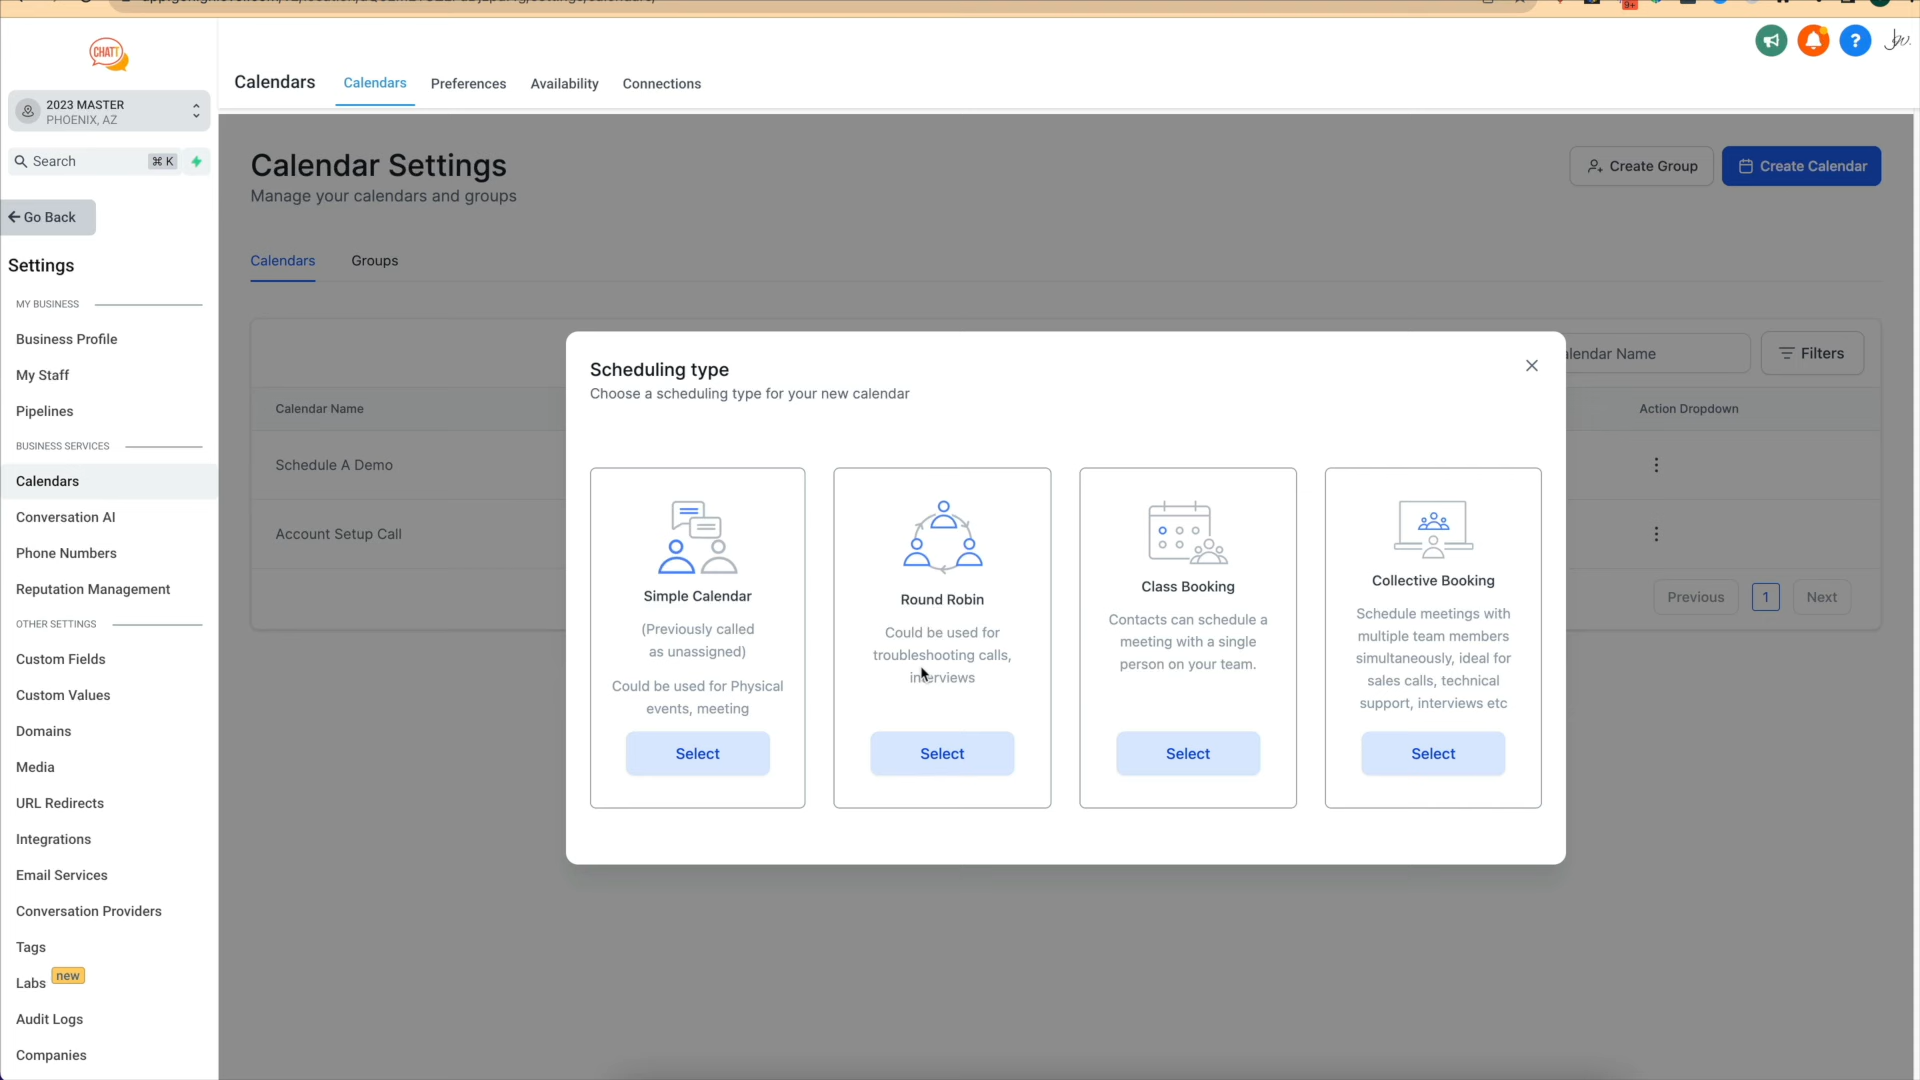 CHATT
2023 MASTER
PHOENIX, AZ
Search
⌘ K
Go Back
Settings
MY BUSINESS
Business Profile
My Staff
Pipelines
BUSINESS SERVICES
Calendars
Conversation AI
Phone Numbers
Reputation Management
OTHER SETTINGS
Custom Fields
Custom Values
Domains
Media
URL Redirects
Integrations
Email Services
Conversation Providers
Tags
Labs new
Audit Logs
Companies
9+
Calendars
Calendars
Preferences
Availability
Connections
Calendar Settings
Manage your calendars and groups
Create Group
Create Calendar
Calendars
Groups
Name
Filters
Calendar Name
Action Dropdown
Schedule A Demo
Account Setup Call
Previous
1
Next
Scheduling type
Choose a scheduling type for your new calendar
Simple Calendar
(Previously called
as unassigned)
Could be used for Physical
events, meeting
Select
Round Robin
Could be used for
troubleshooting calls,
interviews
Select
Class Booking
Contacts can schedule a
meeting with a single
person on your team.
Select
Collective Booking
Schedule meetings with
multiple team members
simultaneously, ideal for
sales calls, technical
support, interviews etc
Select